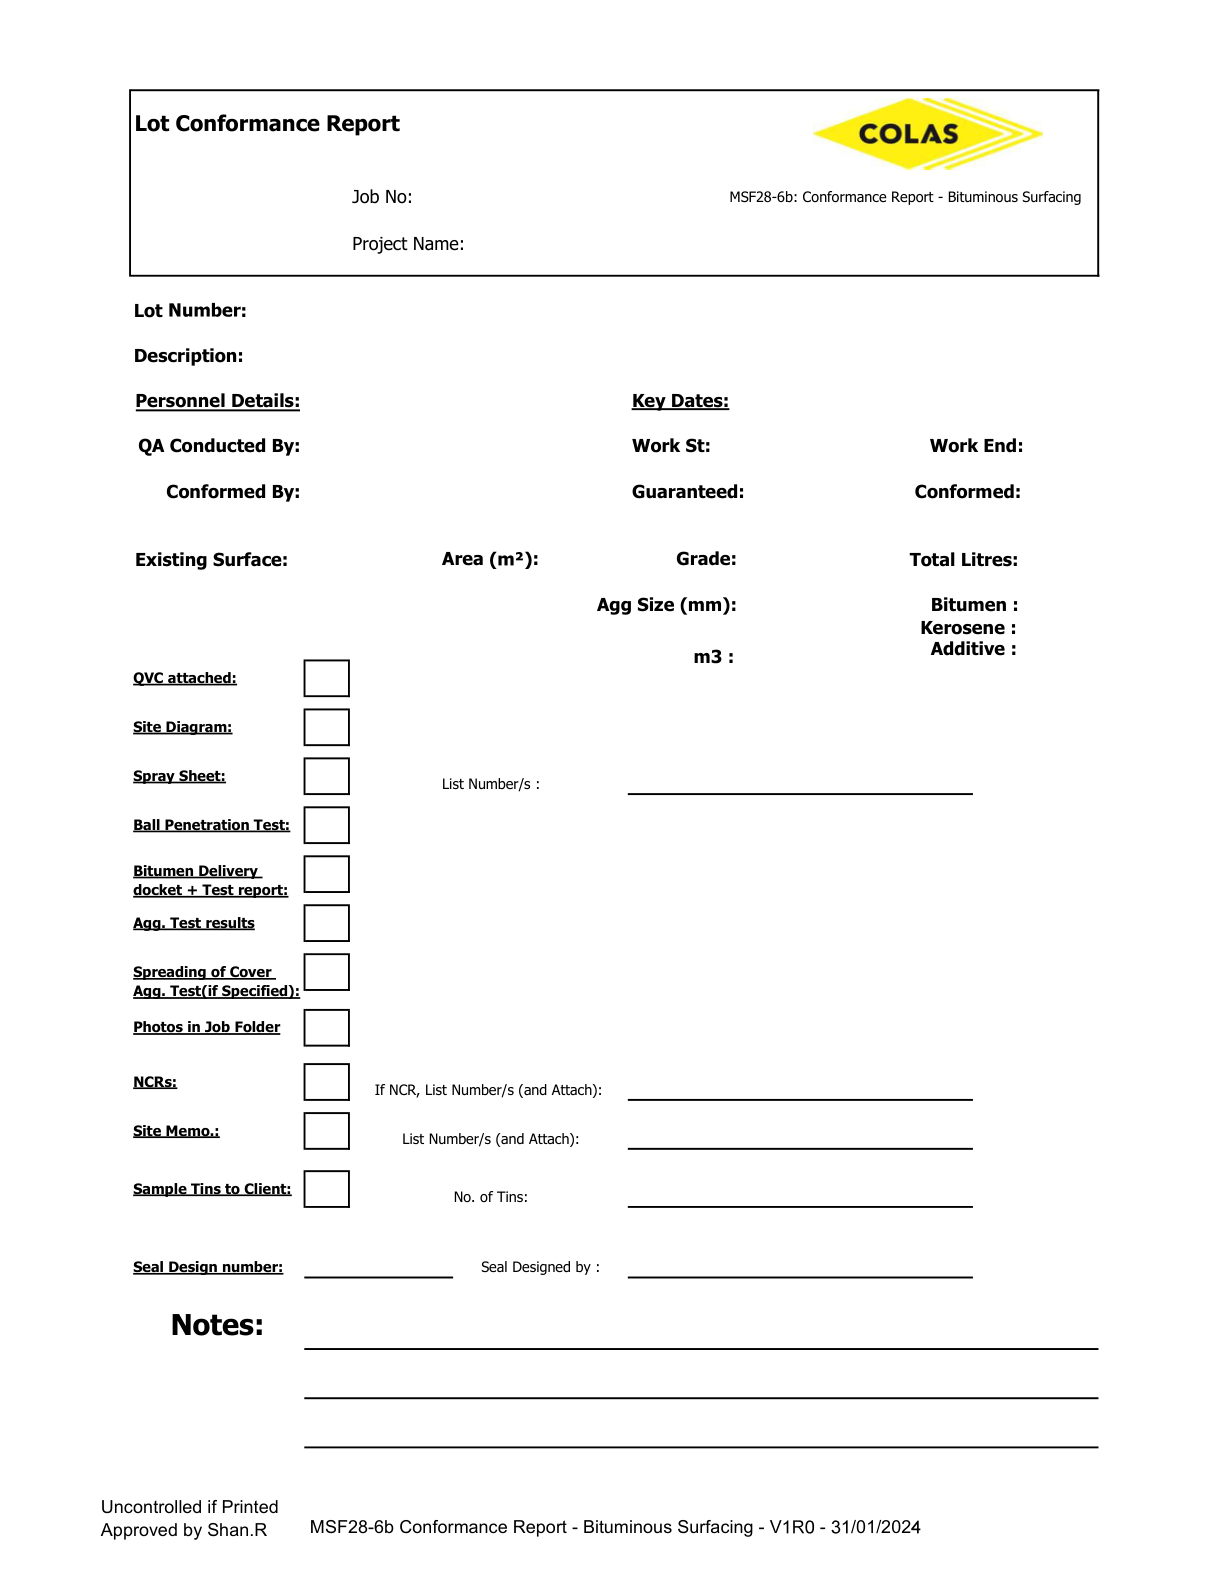 Lot Conformance Report
COLAS
Job No:
MSF28-6b: Conformance Report - Bituminous Surfacing
Project Name:
Lot Number:
Description:
Personnel Details:
Key Dates:
QA Conducted By:
Work St:
Work End:
Conformed By:
Guaranteed:
Conformed:
Existing Surface:
Area (m²):
Grade:
Total Litres:
Agg Size (mm):
Bitumen :
Kerosene :
Additive :
m3 :
QVC attached:
Site Diagram:
Spray Sheet:
List Number/s :
Ball Penetration Test:
Bitumen Delivery
docket + Test report:
Agg. Test results
Spreading of Cover
Agg. Test(if Specified):
Photos in Job Folder
NCRs:
If NCR, List Number/s (and Attach):
Site Memo.:
List Number/s (and Attach):
Sample Tins to Client:
No. of Tins:
Seal Design number:
Seal Designed by :
Notes:
Uncontrolled if Printed
Approved by Shan.R
MSF28-6b Conformance Report - Bituminous Surfacing - V1R0 - 31/01/2024